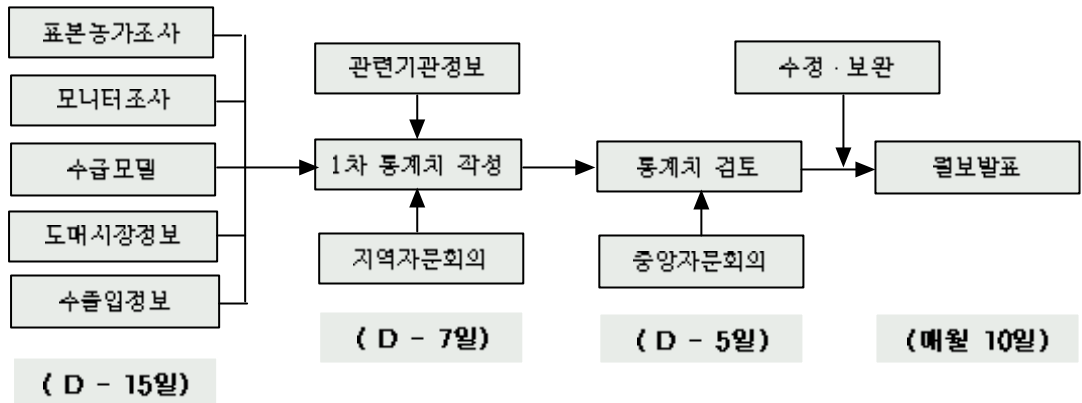 표본농가조사
모니터조사
수급모델
도매시장정보
수출입정보
( D - 15일)
관련기관정보
1차 통계치 작성
지역자문회의
( D - 7일)
통계치 검토
중앙자문회의
( D - 5일)
수정 · 보완
월보발표
(매월 10일)